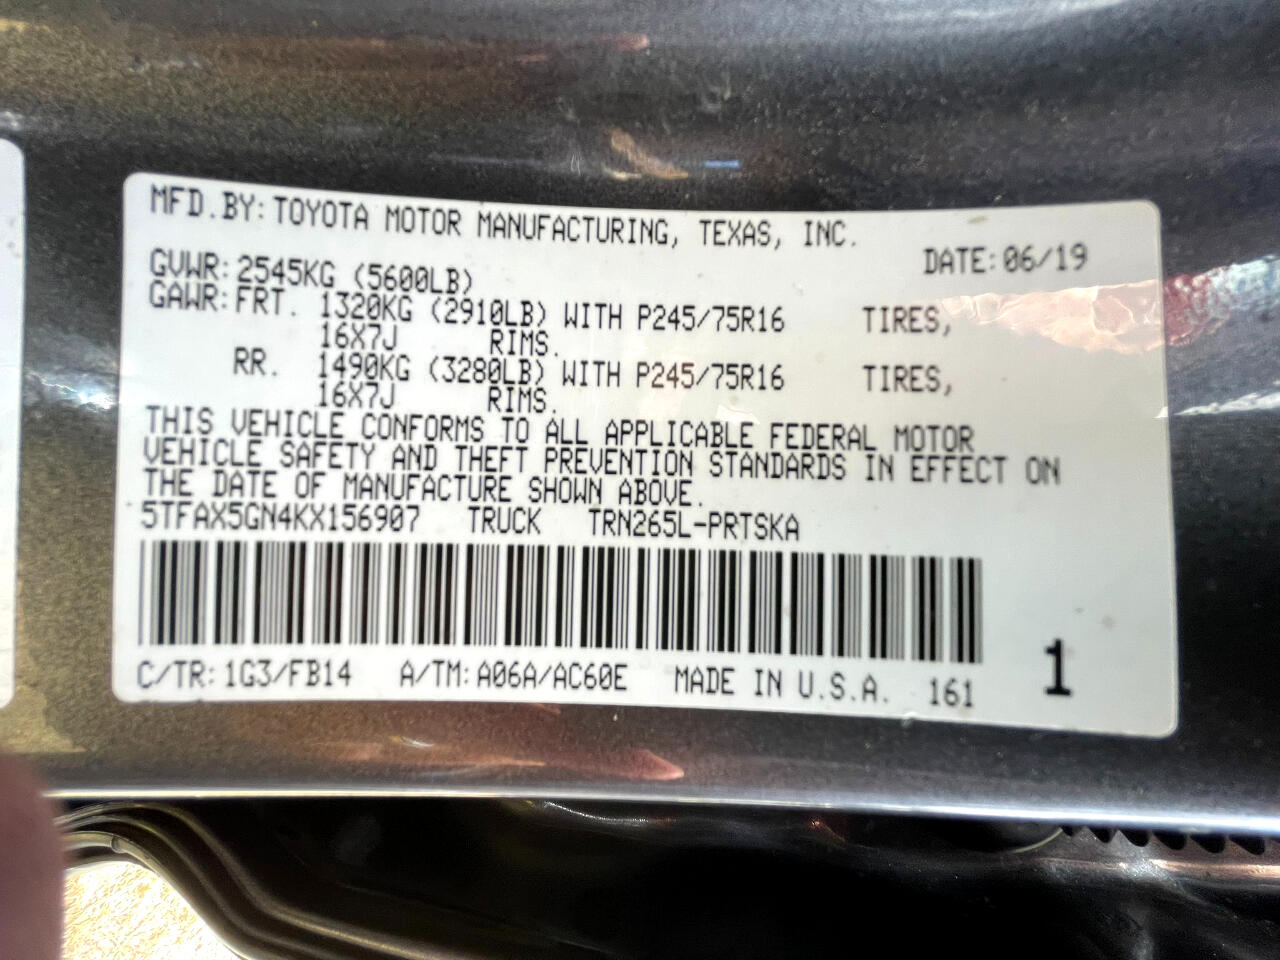 MFD.BY:TOYOTA MOTOR MANUFACTURING, TEXAS, INC.
DATE:06/19
GVWR:2545KG (5600LB)
GAWR:FRT. 1320KG (2910LB) WITH P245/75R16 TIRES,
16X7J RIMS.
RR. 1490KG (3280LB) WITH P245/75R16 TIRES,
16X7J RIMS.
THIS VEHICLE CONFORMS TO ALL APPLICABLE FEDERAL MOTOR
VEHICLE SAFETY AND THEFT PREVENTION STANDARDS IN EFFECT ON
THE DATE OF MANUFACTURE SHOWN ABOVE.
5TFAX5GN4KX156907 TRUCK TRN265L-PRTSKA
C/TR:1G3/FB14 A/TM:A06A/AC60E MADE IN U.S.A. 161
1